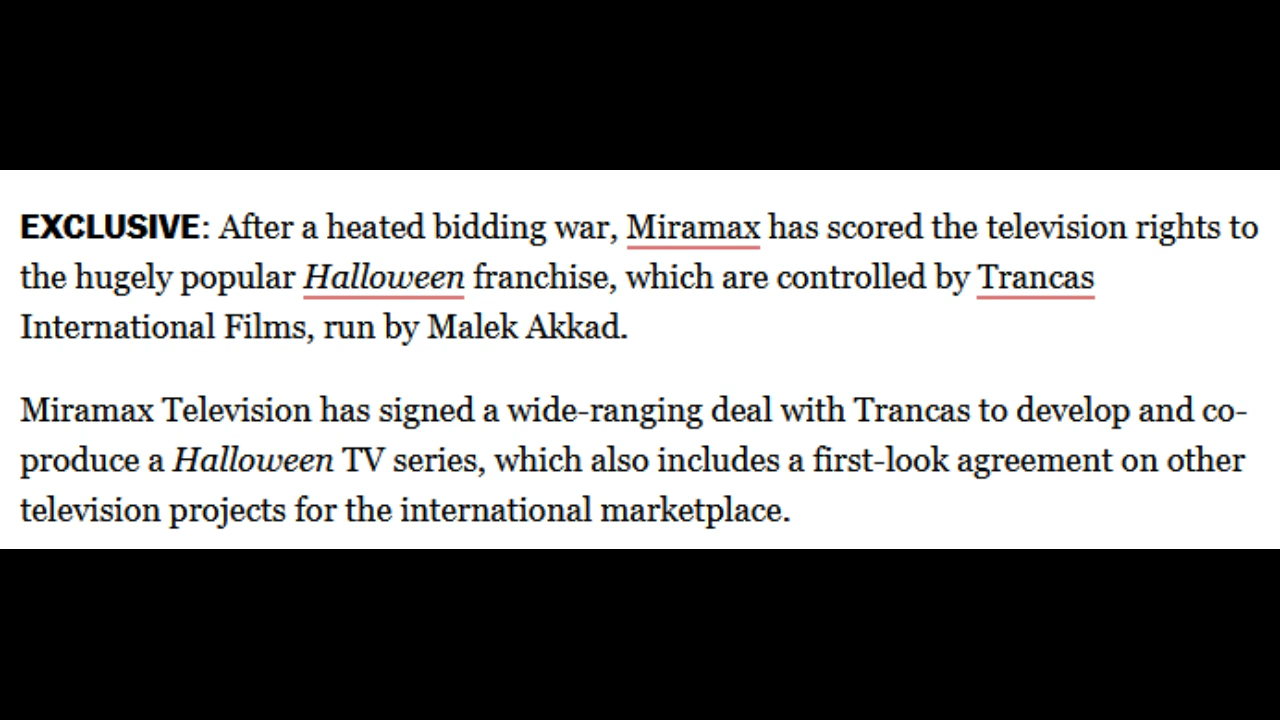 EXCLUSIVE: After a heated bidding war, Miramax has scored the television rights to
the hugely popular Halloween franchise, which are controlled by Trancas
International Films, run by Malek Akkad.
Miramax Television has signed a wide-ranging deal with Trancas to develop and co-
produce a Halloween TV series, which also includes a first-look agreement on other
television projects for the international marketplace.